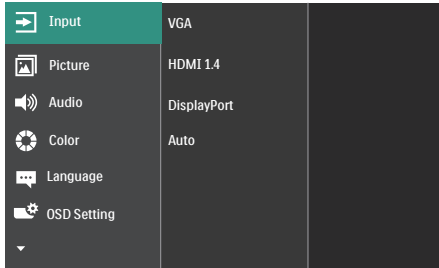 Input
VGA
Picture
HDMI 1.4
Audio
DisplayPort
Color
Auto
Language
OSD Setting